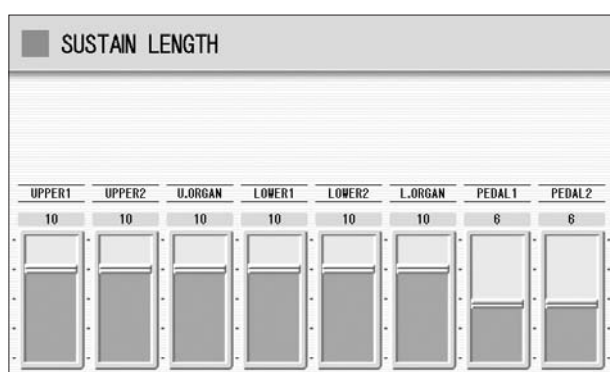 SUSTAIN LENGTH
UPPER1 UPPER2 U.ORGAN LOWER1 LOWER2 L.ORGAN PEDAL1 PEDAL2
10 10 10 10 10 10 6 6